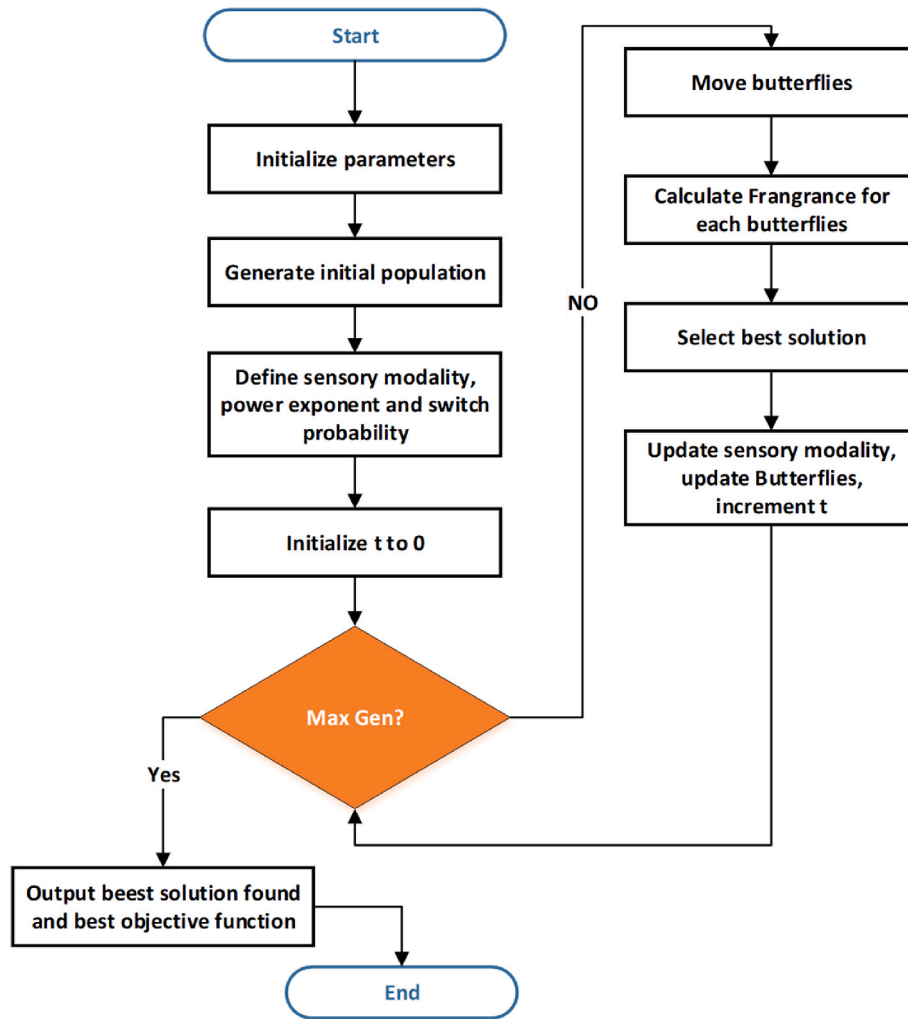 Start
Initialize parameters
Generate initial population
Define sensory modality,
power exponent and switch
probability
Initialize t to 0
Max Gen?
Yes
Output beest solution found
and best objective function
End
NO
Move butterflies
Calculate Frangrance for
each butterflies
Select best solution
Update sensory modality,
update Butterflies,
increment t